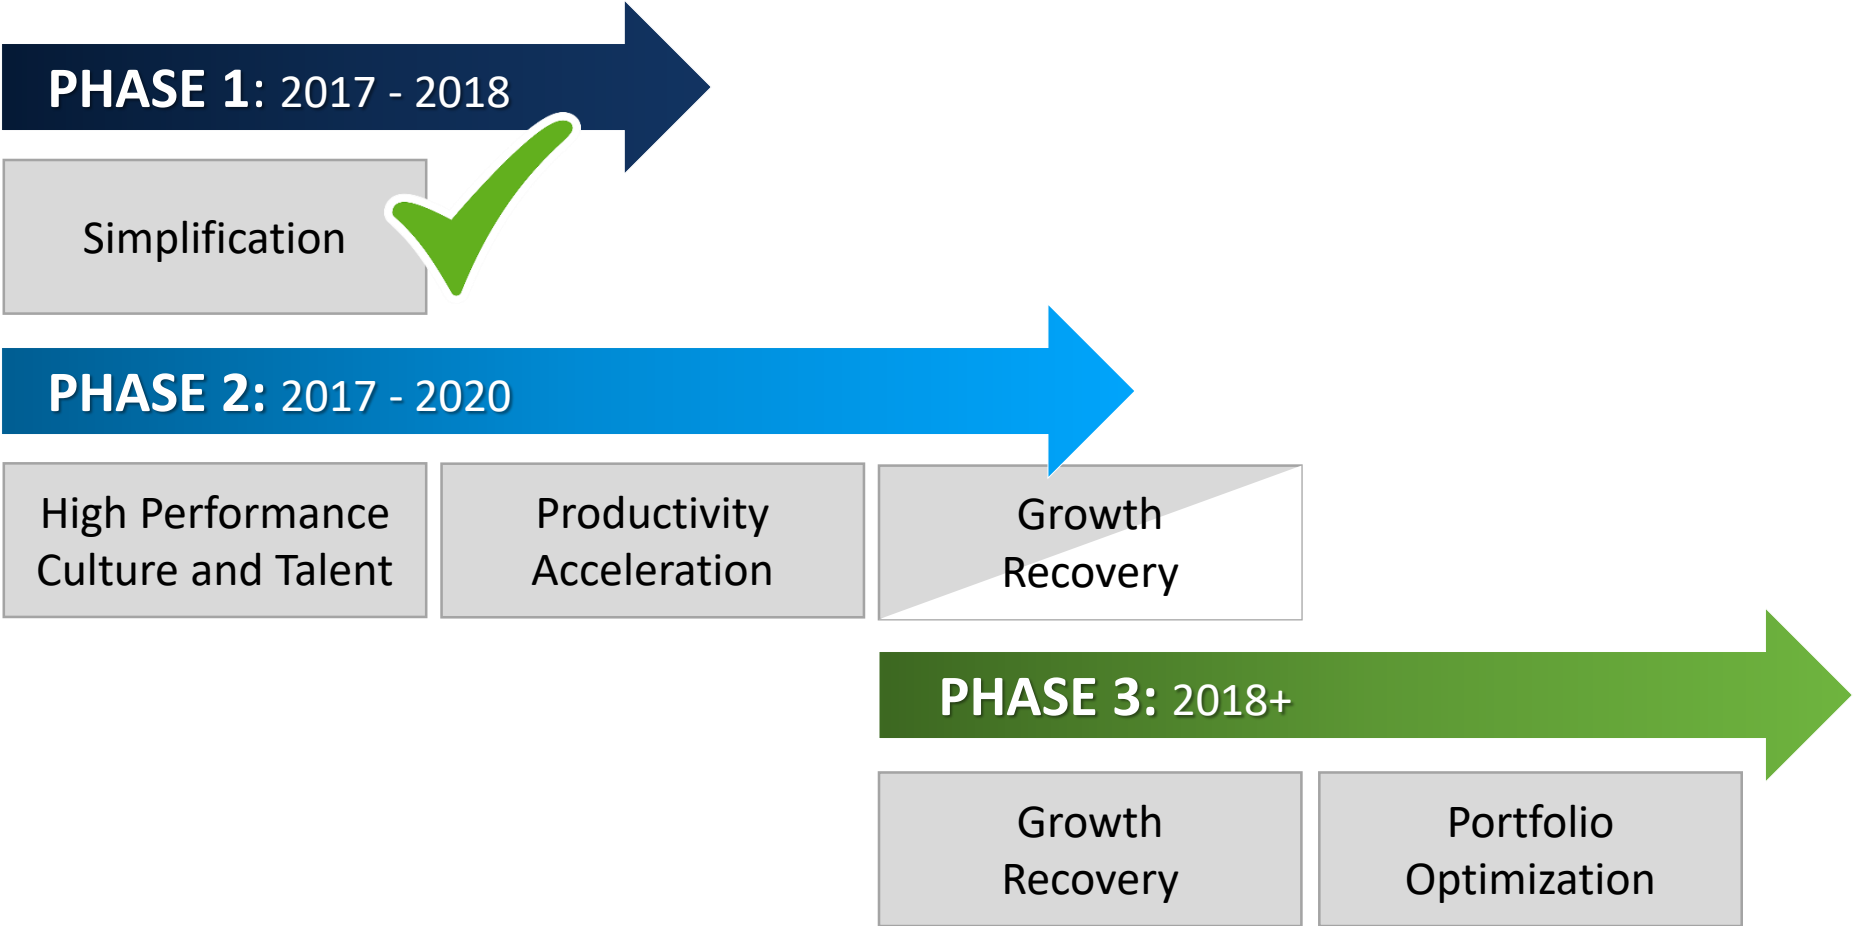 PHASE 1: 2017 - 2018
Simplification
PHASE 2: 2017 - 2020
High Performance
Culture and Talent
Productivity
Acceleration
Growth
Recovery
PHASE 3: 2018+
Growth
Recovery
Portfolio
Optimization